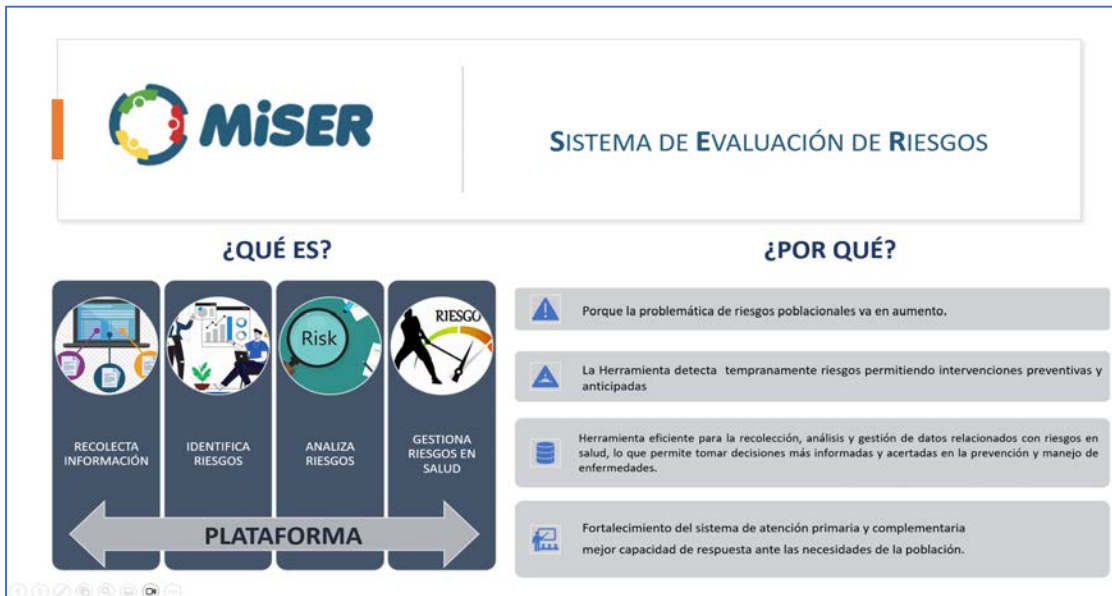 MiSER
SISTEMA DE EVALUACIÓN DE RIESGOS
¿QUÉ ES?
RECOLECTA
INFORMACIÓN
IDENTIFICA
RIESGOS
Risk
ANALIZA
RIESGOS
RIESGO
GESTIONA
RIESGOS EN
SALUD
PLATAFORMA
¿POR QUÉ?
Porque la problemática de riesgos poblacionales va en aumento.
La Herramienta detecta tempranamente riesgos permitiendo intervenciones preventivas y
anticipadas
Herramienta eficiente para la recolección, análisis y gestión de datos relacionados con riesgos en
salud, lo que permite tomar decisiones más informadas y acertadas en la prevención y manejo de
enfermedades.
Fortalecimiento del sistema de atención primaria y complementaria
mejor capacidad de respuesta ante las necesidades de la población.